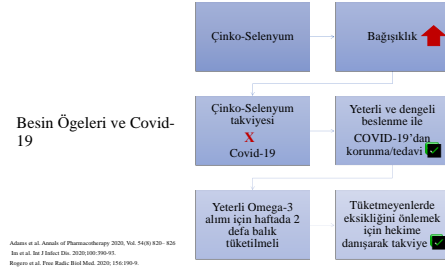 Çinko-Selenyum
Bağışıklık
Besin Ögeleri ve Covid-
19
Çinko-Selenyum
takviyesi
X
Covid-19
Yeterli ve dengeli
beslenme ile
COVID-19’dan
korunma/tedavi
Yeterli Omega-3
alımı için haftada 2
defa balık
tüketilmeli
Tüketmeyenlerde
eksikliğini önlemek
için hekime
danışarak takviye
Adams et al. Annals of Pharmacotherapy 2020, Vol. 54(8) 820 - 826
Im et al. Int J Infect Dis. 2020;100:390-93.
Rogero et al. Free Radic Biol Med. 2020; 156:190-9.